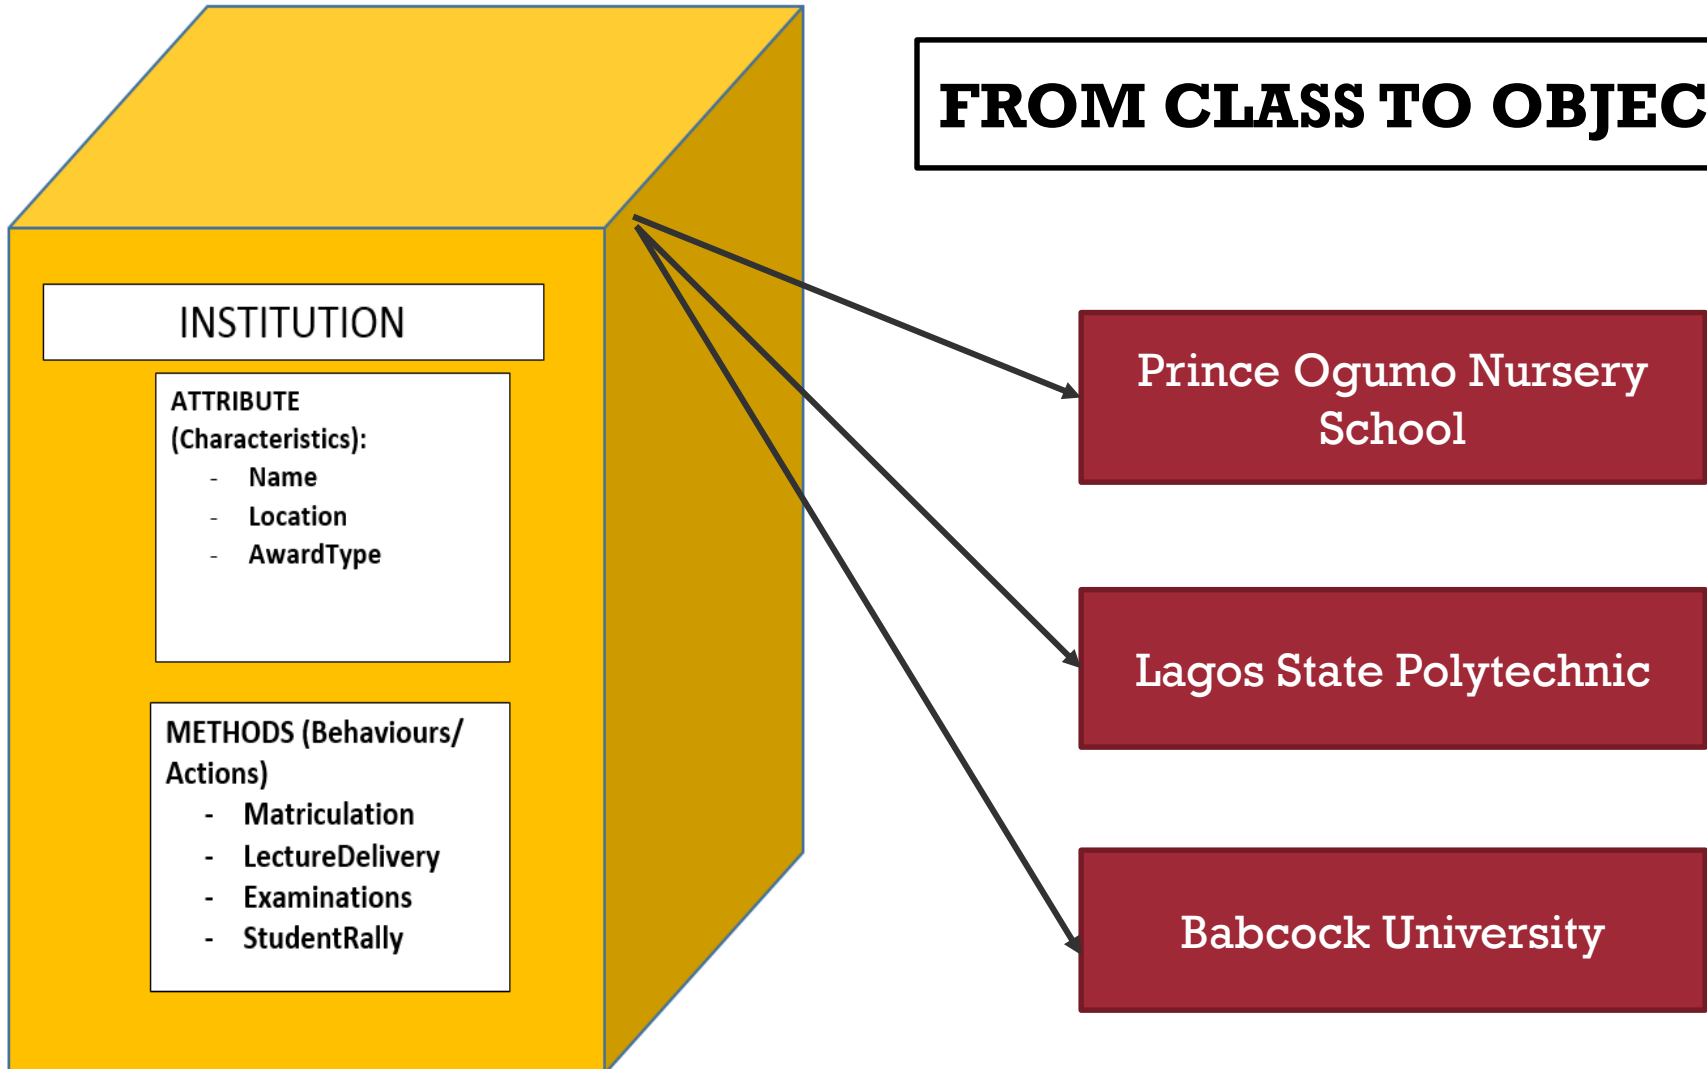 FROM CLASS TO OBJEC
INSTITUTION
ATTRIBUTE
(Characteristics):
- Name
- Location
- AwardType
METHODS (Behaviours/
Actions)
- Matriculation
- LectureDelivery
- Examinations
- StudentRally
Prince Ogumo Nursery
School
Lagos State Polytechnic
Babcock University